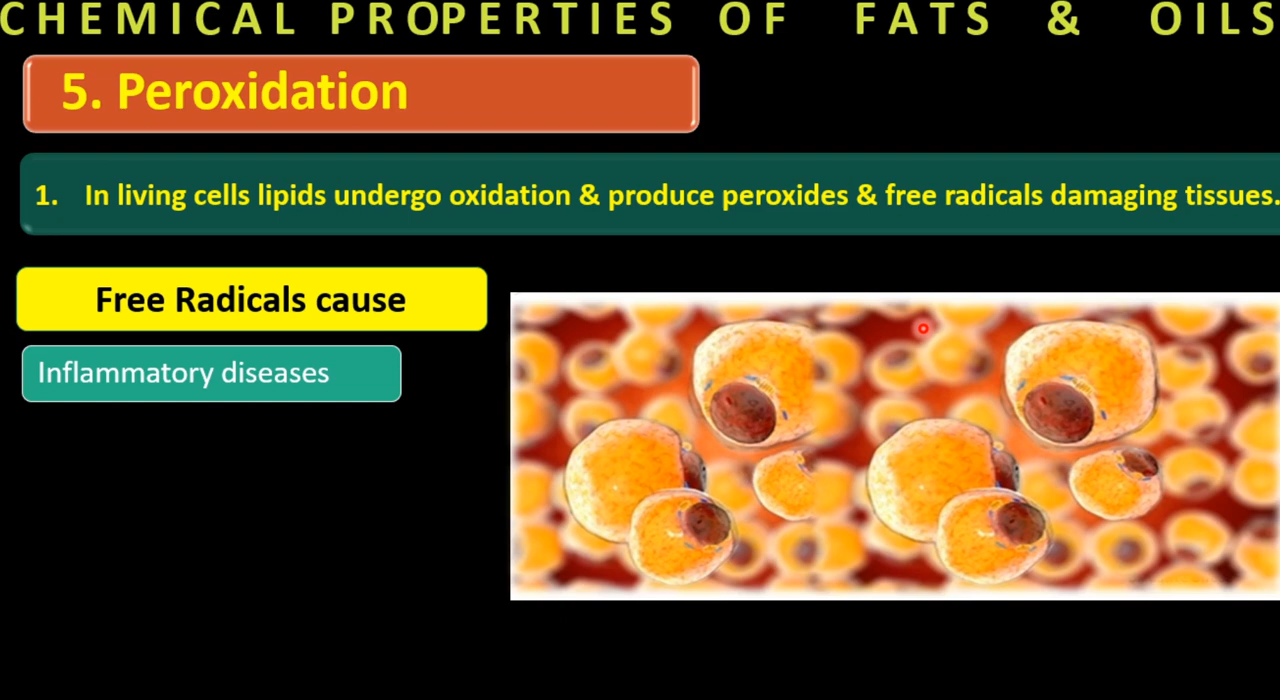 CHEMICAL PROPERTIES OF FATS & OILS
5. Peroxidation
1. In living cells lipids undergo oxidation & produce peroxides & free radicals damaging tissues.
Free Radicals cause
Inflammatory diseases